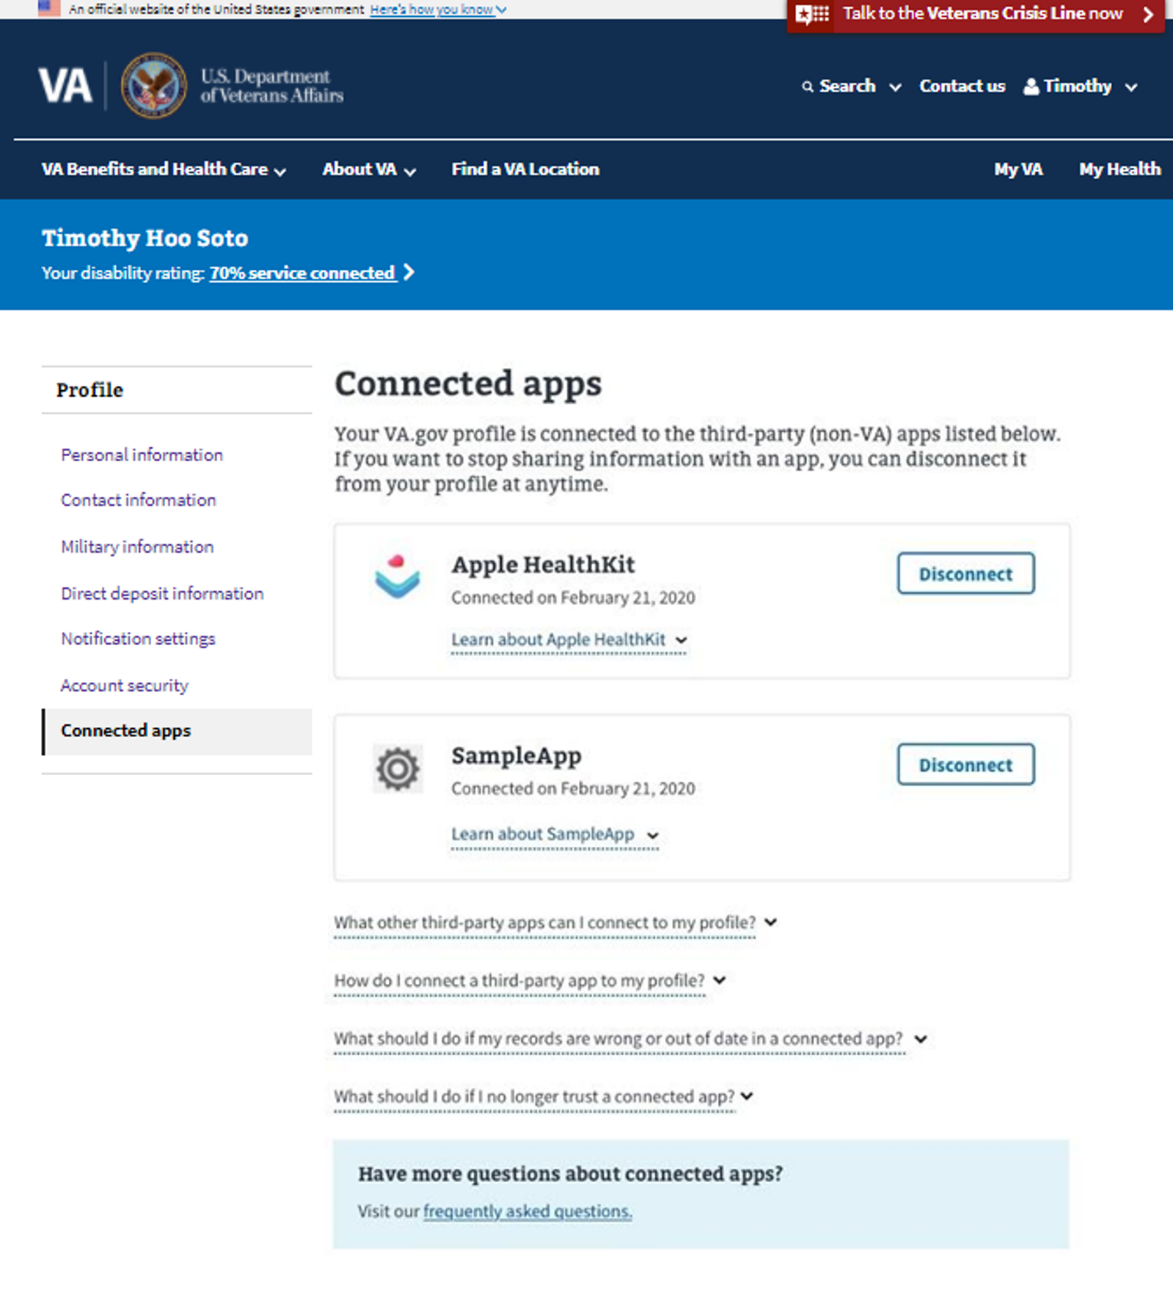 An official website of the United States government Here's how you know
Talk to the Veterans Crisis Line now
VA
U.S. Department
of Veterans Affairs
Search
Contact us
Timothy
VA Benefits and Health Care
About VA
Find a VA Location
My VA
My Health
Timothy Hoo Soto
Your disability rating: 70% service connected
Profile
Personal information
Contact information
Military information
Direct deposit information
Notification settings
Account security
Connected apps
Connected apps
Your VA.gov profile is connected to the third-party (non-VA) apps listed below.
If you want to stop sharing information with an app, you can disconnect it
from your profile at anytime.
Apple HealthKit
Connected on February 21, 2020
Learn about Apple HealthKit
Disconnect
SampleApp
Connected on February 21, 2020
Learn about SampleApp
Disconnect
What other third-party apps can I connect to my profile?
How do I connect a third-party app to my profile?
What should I do if my records are wrong or out of date in a connected app?
What should I do if I no longer trust a connected app?
Have more questions about connected apps?
Visit our frequently asked questions.